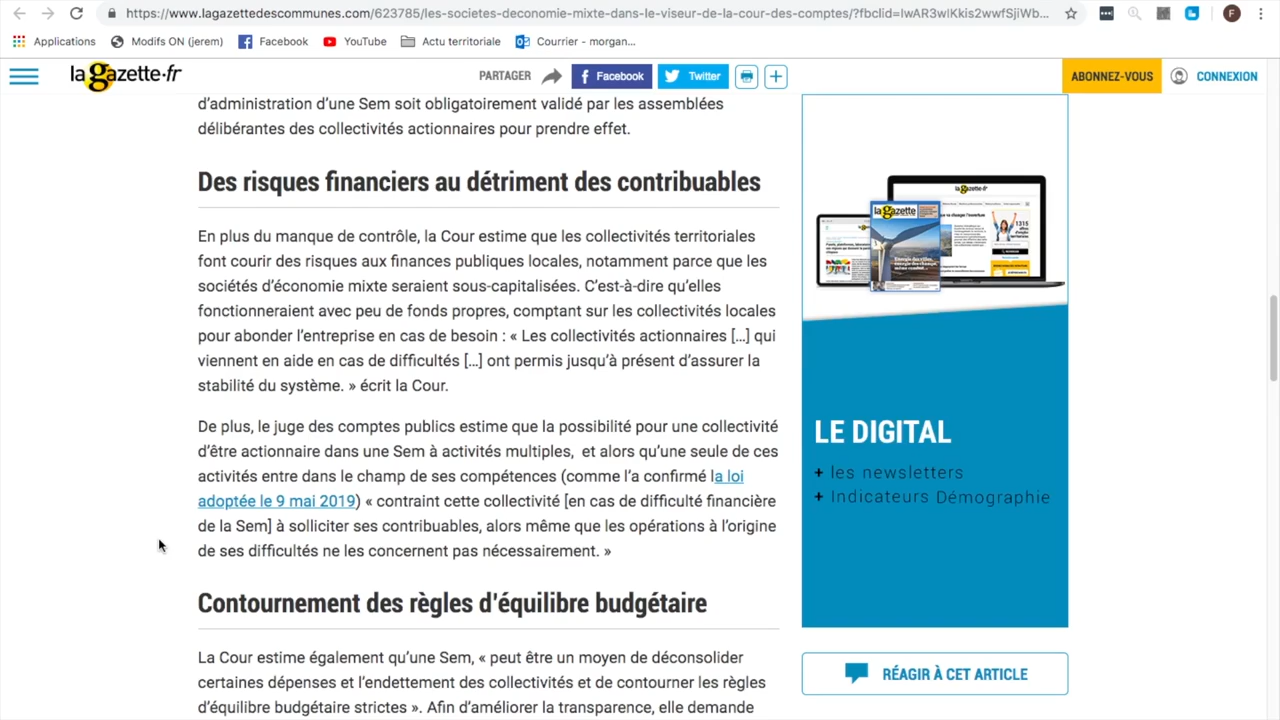 https://www.lagazettedescommunes.com/623785/les-societes-deconomie-mixte-dans-le-viseur-de-la-cour-des-comptes/?fbclid=IwAR3wIKkis2wwfSjiWb...
Applications
Modifs ON (jerem)
Facebook
YouTube
Actu territoriale
Courrier - morgan...
F
la gazette·fr
PARTAGER
Facebook
Twitter
ABONNEZ-VOUS
CONNEXION
d'administration d'une Sem soit obligatoirement validé par les assemblées
délibérantes des collectivités actionnaires pour prendre effet.
Des risques financiers au détriment des contribuables
En plus d'un risque de contrôle, la Cour estime que les collectivités territoriales
font courir des risques aux finances publiques locales notamment parce que les
sociétés d'économie mixte seraient sous-capitalisées. C'est-à-dire qu'elles
fonctionneraient avec peu de fonds propres, comptant sur les collectivités locales
pour abonder l'entreprise en cas de besoin : « Les collectivités actionnaires […] qui
viennent en aide en cas de difficultés […] ont permis jusqu'à présent d'assurer la
stabilité du système. » écrit la Cour.
De plus, le juge des comptes publics estime que la possibilité pour une collectivité
d'être actionnaire dans une Sem à activités multiples, et alors qu'une seule de ces
activités entre dans le champ de ses compétences (comme l'a confirmé la loi
adoptée le 9 mai 2019) « contraint cette collectivité [en cas de difficulté financière
de la Sem] à solliciter ses contribuables, alors même que les opérations à l'origine
de ses difficultés ne les concernent pas nécessairement. »
Contournement des règles d'équilibre budgétaire
La Cour estime également qu'une Sem, « peut être un moyen de déconsolider
certaines dépenses et l'endettement des collectivités et de contourner les règles
d'équilibre budgétaire strictes ». Afin d'améliorer la transparence, elle demande
la gazette·fr
la gazette
1315
LE DIGITAL
+ les newsletters
+ Indicateurs Démographie
RÉAGIR À CET ARTICLE